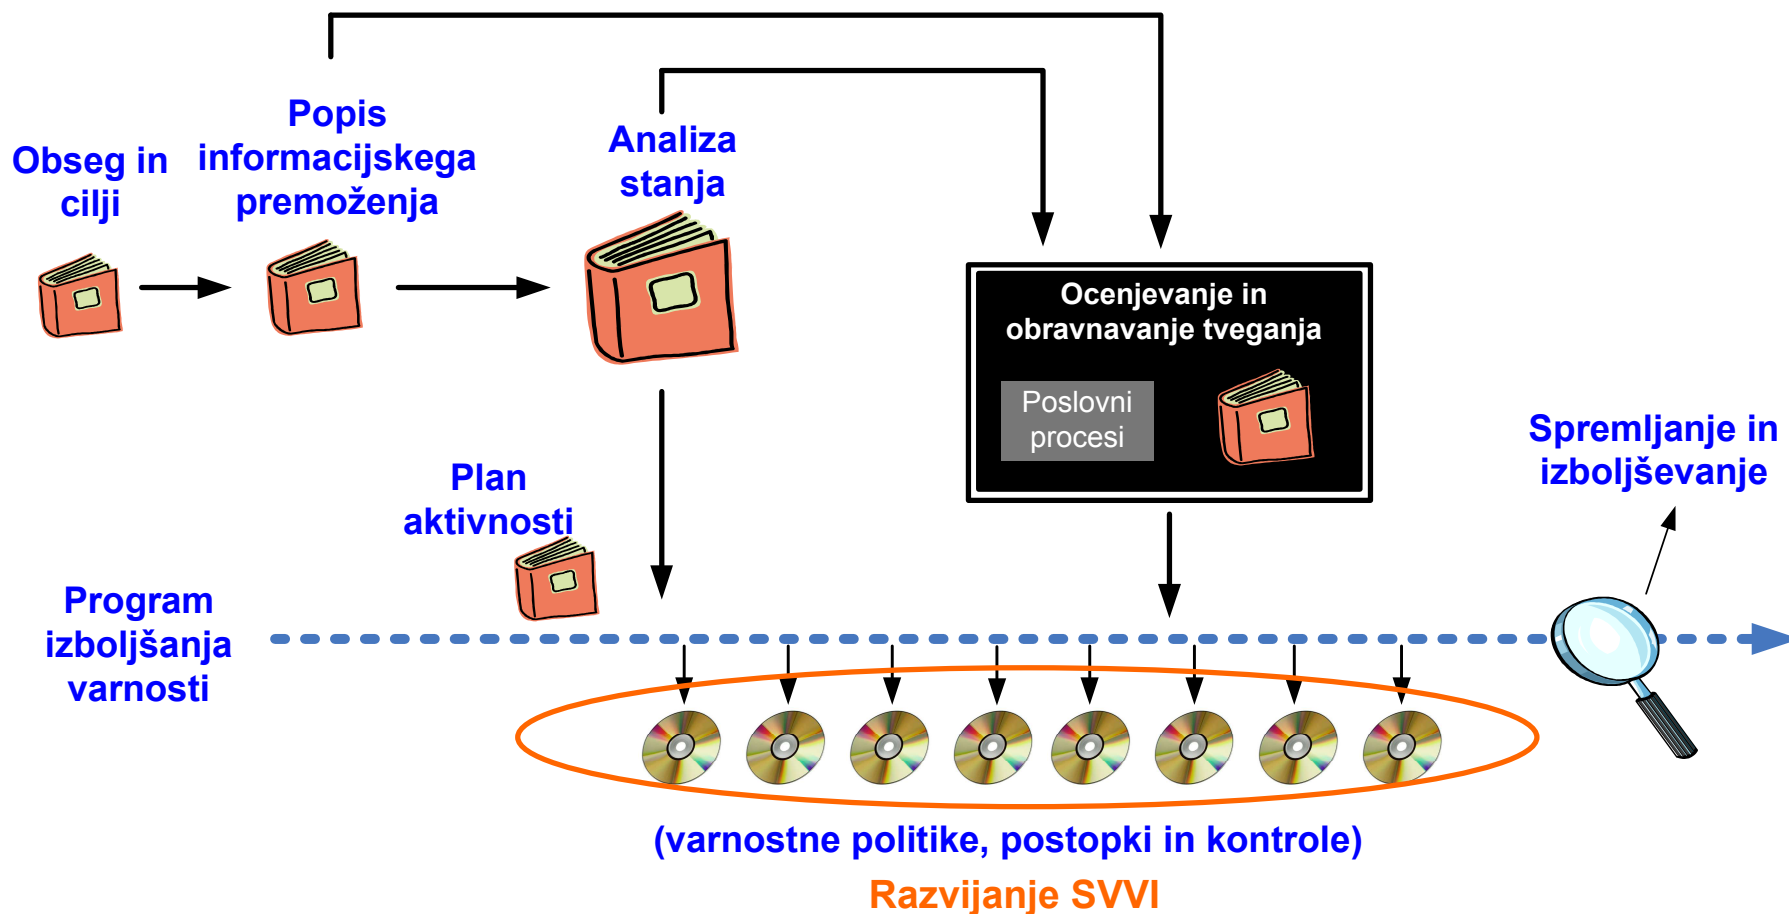 Obseg in
cilji
Popis
informacijskega
premoženja
Analiza
stanja
Ocenjevanje in
obravnavanje tveganja
Poslovni
procesi
Spremljanje in
izboljševanje
Plan
aktivnosti
Program
izboljšanja
varnosti
(varnostne politike, postopki in kontrole)
Razvijanje SVVI